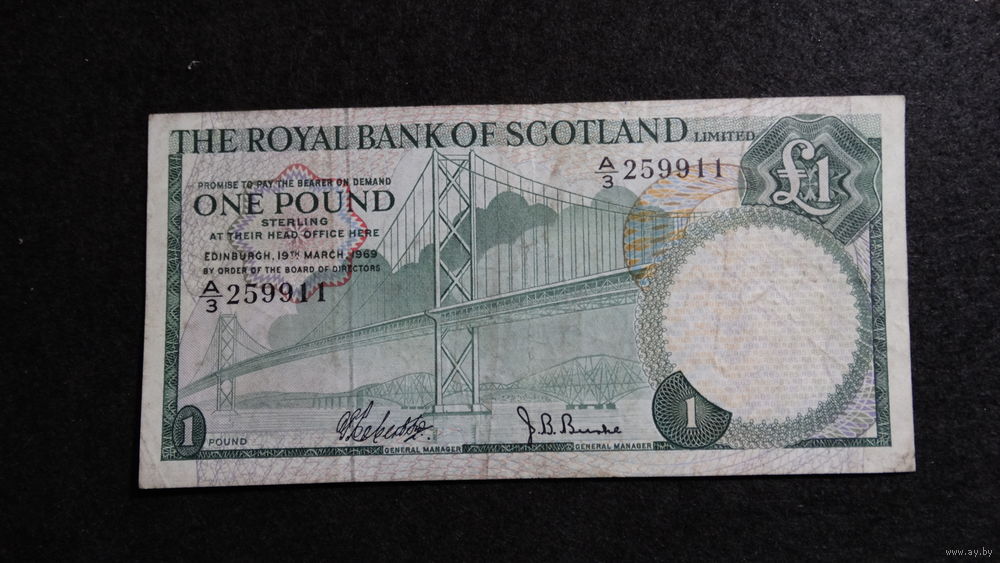 THE ROYAL BANK OF SCOTLAND LIMITED
A/3 259911
£1
PROMISE TO PAY THE BEARER ON DEMAND
ONE POUND
STERLING
AT THEIR HEAD OFFICE HERE
EDINBURGH, 19TH MARCH, 1969
BY ORDER OF THE BOARD OF DIRECTORS
A/3 259911
1 POUND
J. B. Burke
1
GENERAL MANAGER
GENERAL MANAGER
www.ay.by